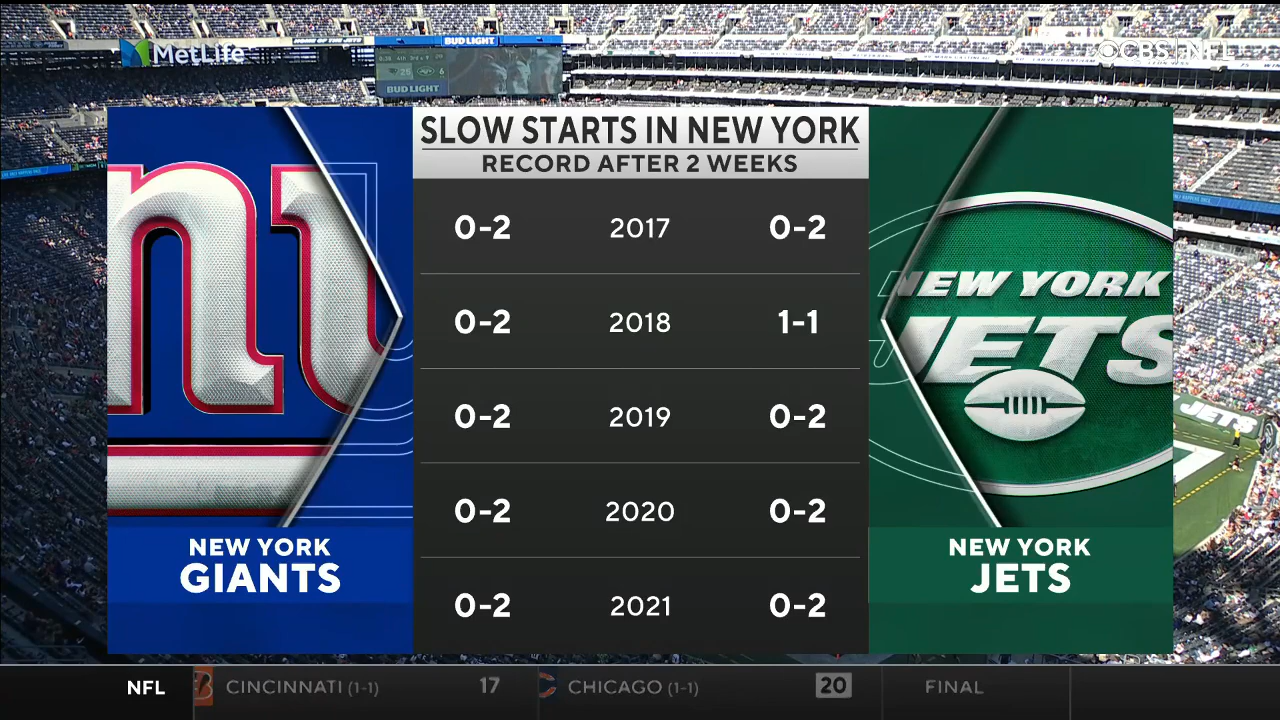 MetLife
BUD LIGHT
CBS NFL
25 6
BUD LIGHT
SLOW STARTS IN NEW YORK
RECORD AFTER 2 WEEKS
0-2 2017 0-2
0-2 2018 1-1
0-2 2019 0-2
0-2 2020 0-2
0-2 2021 0-2
NEW YORK
JETS
JETS
NEW YORK
GIANTS
NEW YORK
JETS
NFL CINCINNATI (1-1) 17 CHICAGO (1-1) 20 FINAL